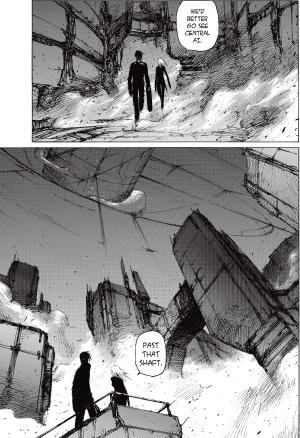 WE'D
BETTER
GO SEE
CENTRAL
AI.
PAST
THAT
SHAFT.